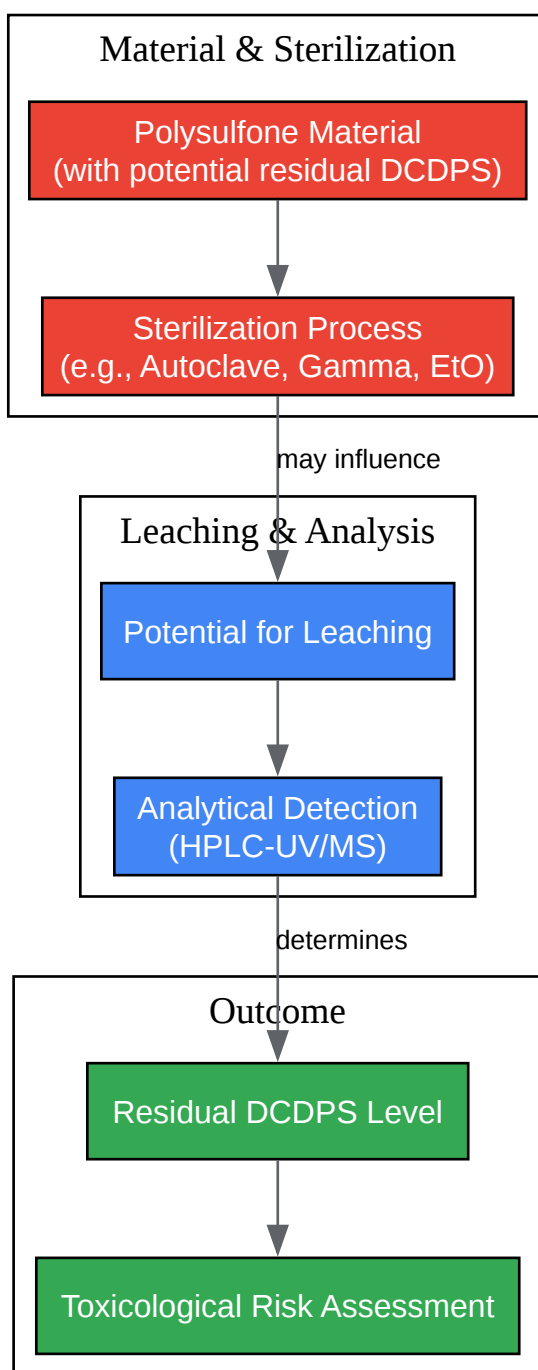 Material & Sterilization
Polysulfone Material
(with potential residual DCDPS)
Sterilization Process
(e.g., Autoclave, Gamma, EtO)
may influence
Leaching & Analysis
Potential for Leaching
Analytical Detection
(HPLC-UV/MS)
determines
Outcome
Residual DCDPS Level
Toxicological Risk Assessment